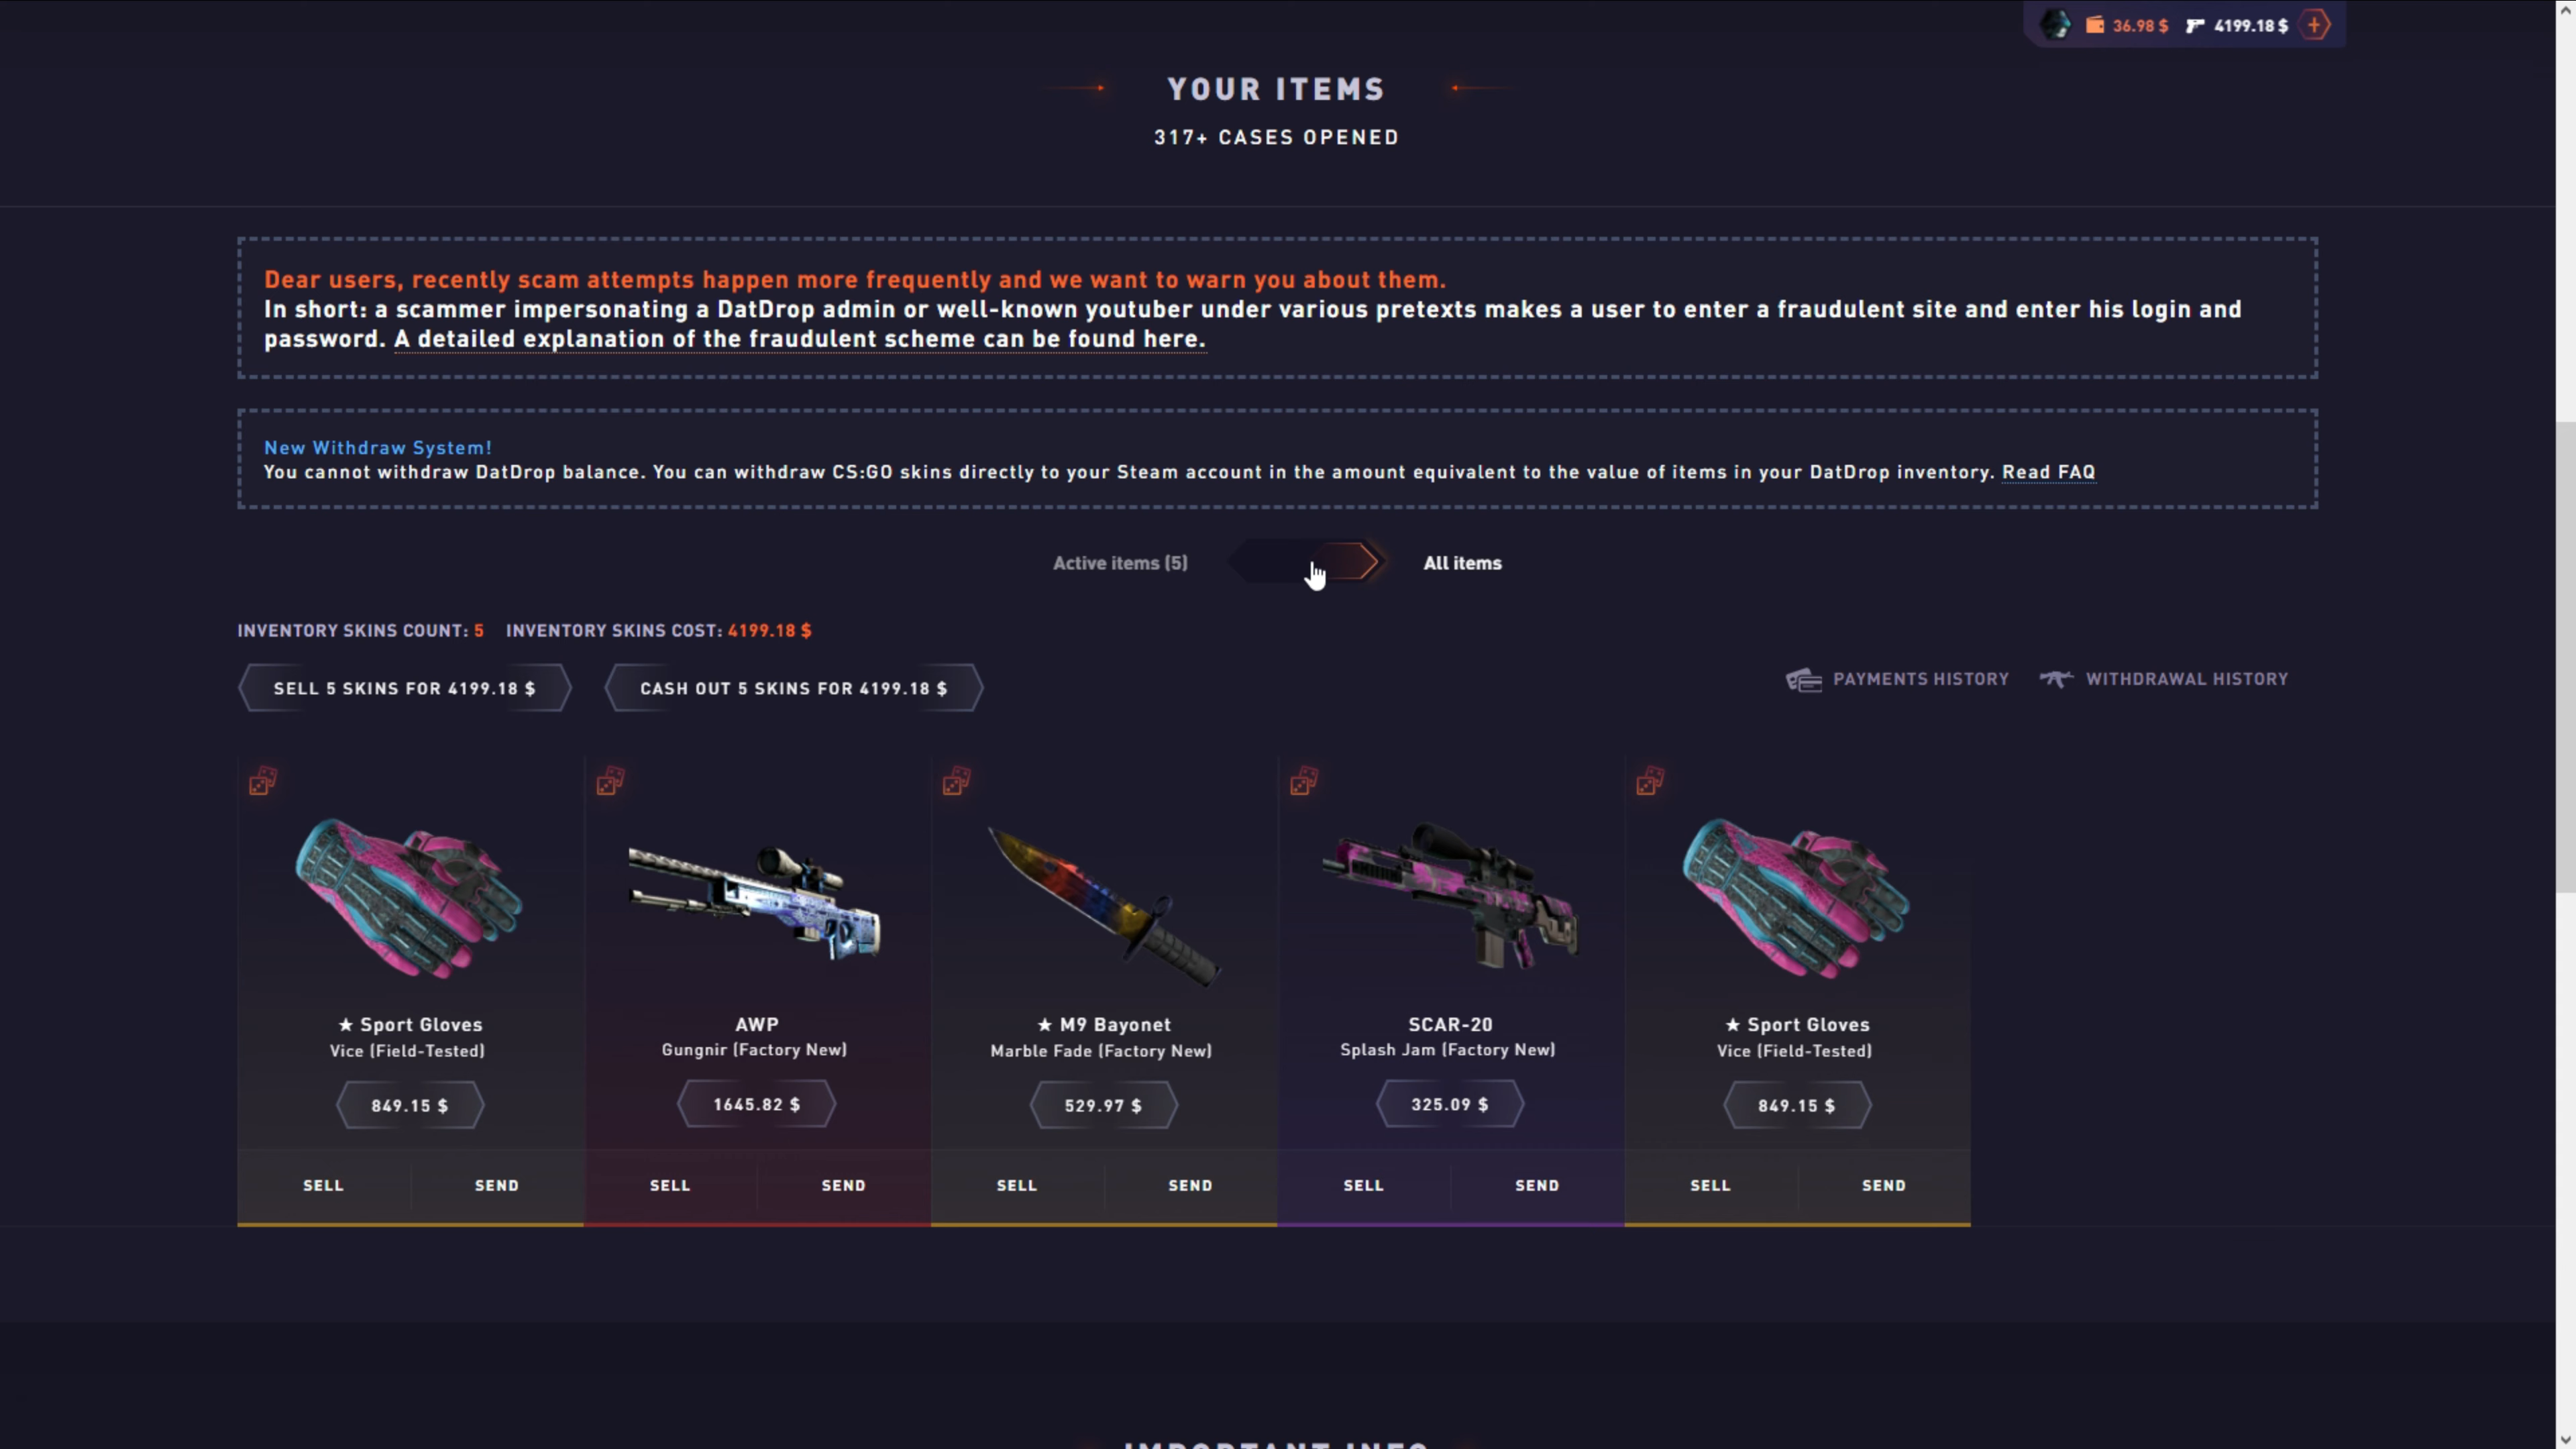 36.98 $ 4199.18 $
YOUR ITEMS
317+ CASES OPENED
Dear users, recently scam attempts happen more frequently and we want to warn you about them.
In short: a scammer impersonating a DatDrop admin or well-known youtuber under various pretexts makes a user to enter a fraudulent site and enter his login and
password. A detailed explanation of the fraudulent scheme can be found here.
New Withdraw System!
You cannot withdraw DatDrop balance. You can withdraw CS:GO skins directly to your Steam account in the amount equivalent to the value of items in your DatDrop inventory. Read FAQ
Active items (5) All items
INVENTORY SKINS COUNT: 5 INVENTORY SKINS COST: 4199.18 $
SELL 5 SKINS FOR 4199.18 $ CASH OUT 5 SKINS FOR 4199.18 $ PAYMENTS HISTORY WITHDRAWAL HISTORY
★ Sport Gloves
Vice (Field-Tested)
849.15 $
SELL SEND
AWP
Gungnir (Factory New)
1645.82 $
SELL SEND
★ M9 Bayonet
Marble Fade (Factory New)
529.97 $
SELL SEND
SCAR-20
Splash Jam (Factory New)
325.09 $
SELL SEND
★ Sport Gloves
Vice (Field-Tested)
849.15 $
SELL SEND
IMPORTANT INFO